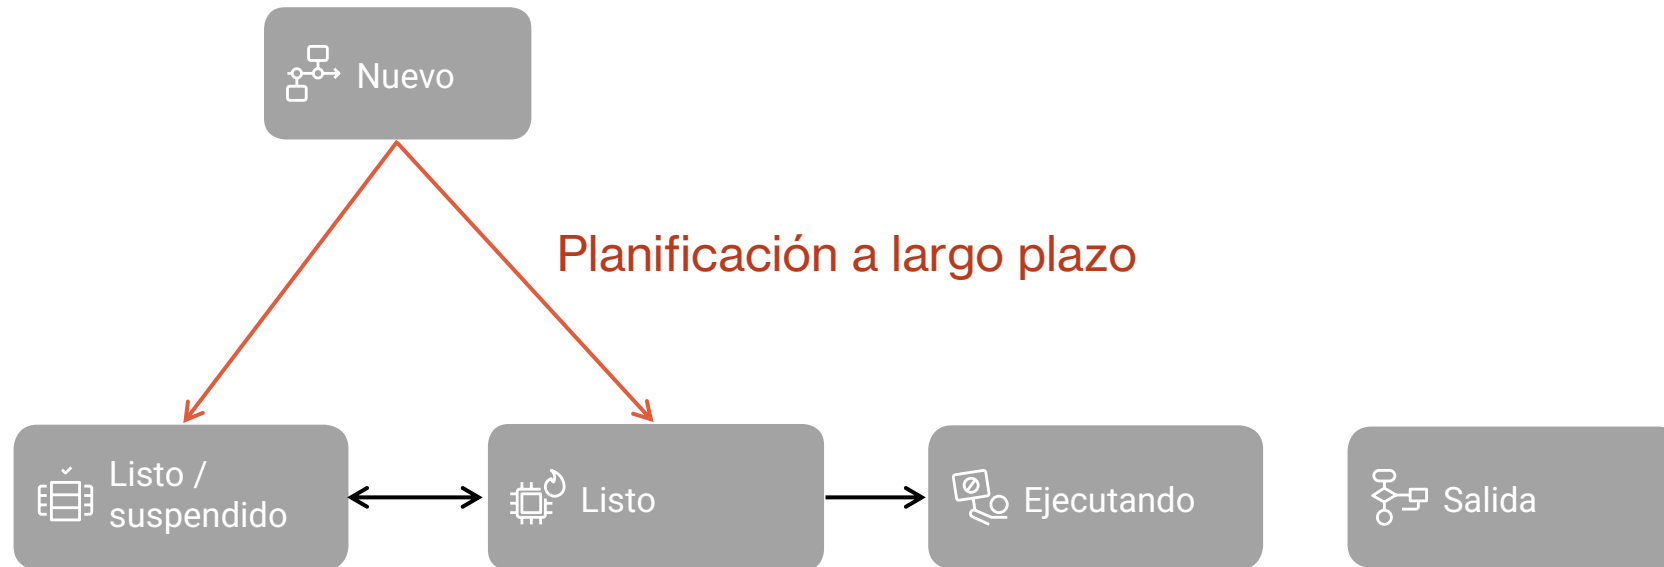 Nuevo
Planificación a largo plazo
Listo /
suspendido
Listo
Ejecutando
Salida